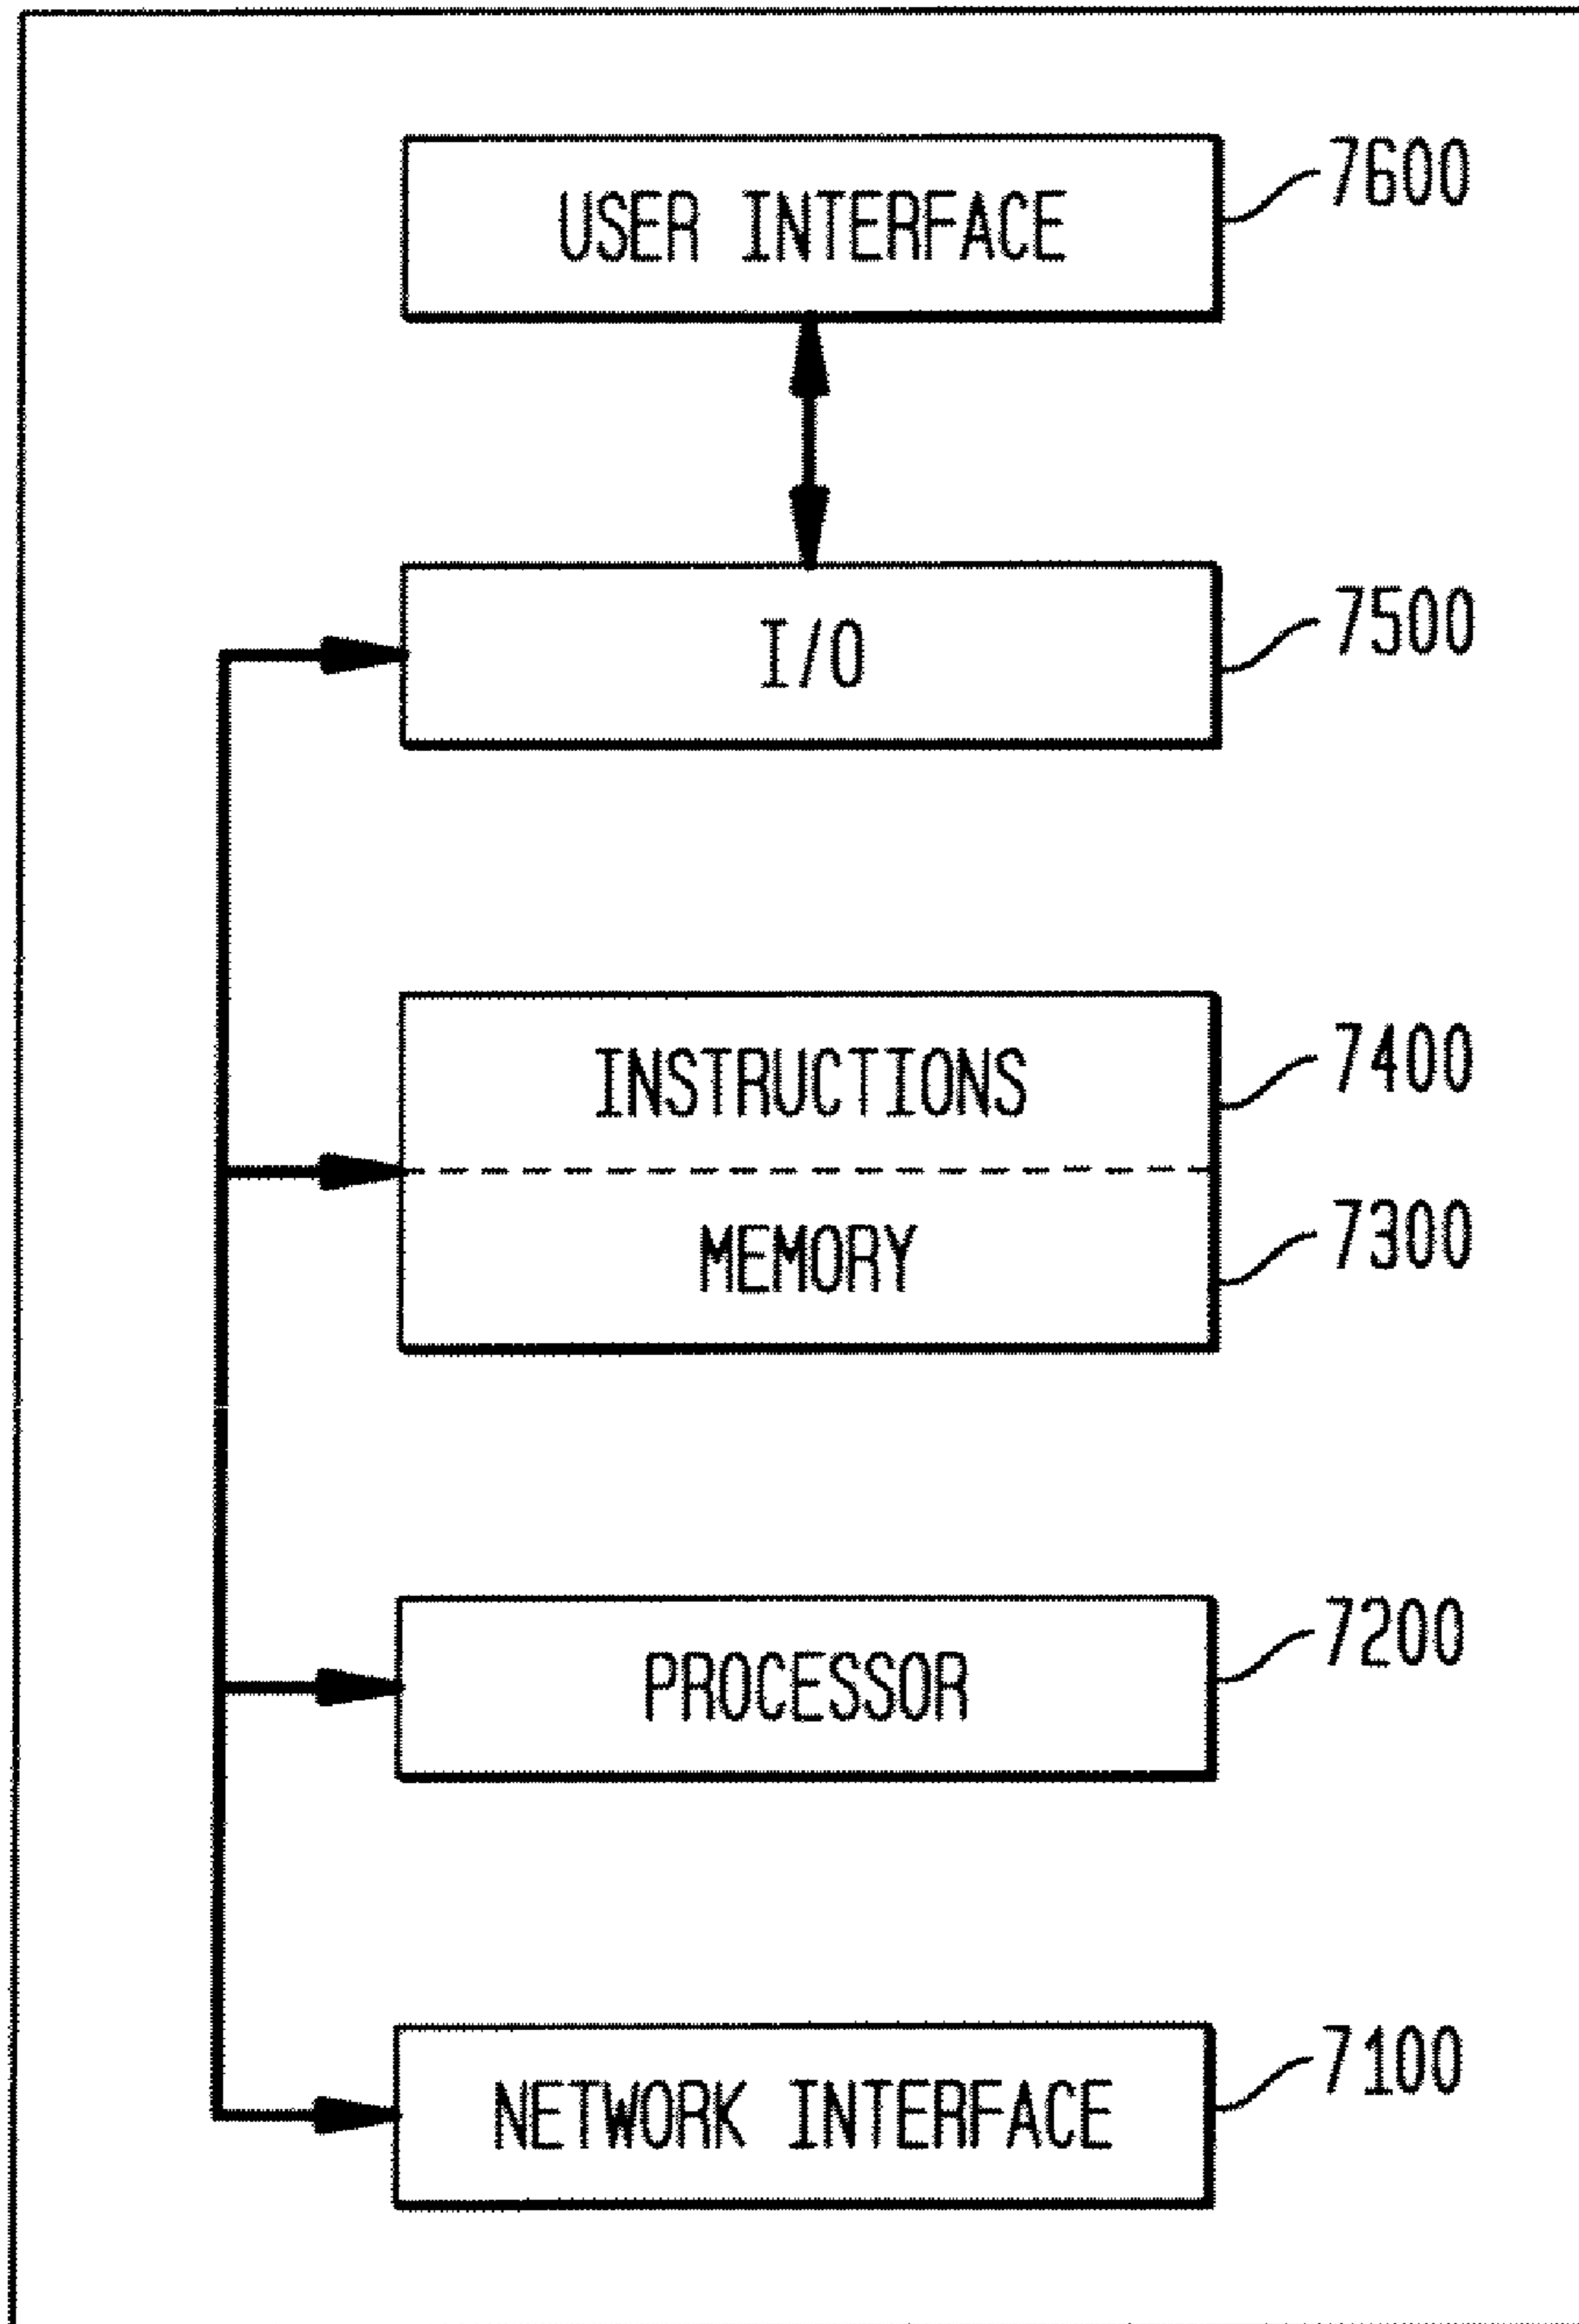 USER INTERFACE 7600
I/O 7500
INSTRUCTIONS 7400
MEMORY 7300
PROCESSOR 7200
NETWORK INTERFACE 7100